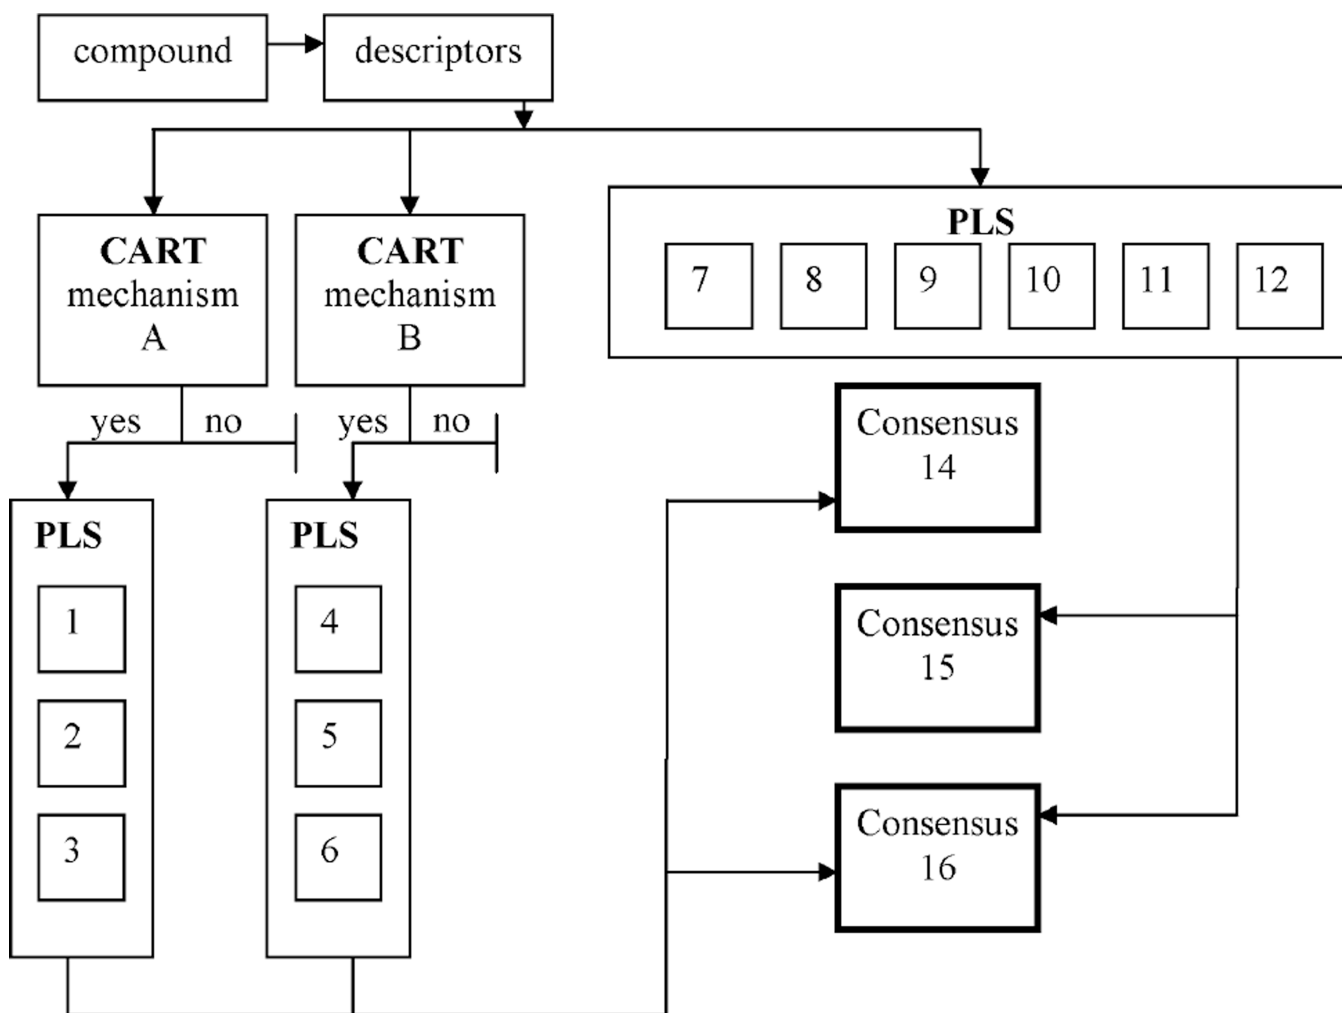 compound
descriptors
CART
mechanism
A
CART
mechanism
B
PLS
7
8
9
10
11
12
yes
no
yes
no
PLS
1
2
3
PLS
4
5
6
Consensus
14
Consensus
15
Consensus
16